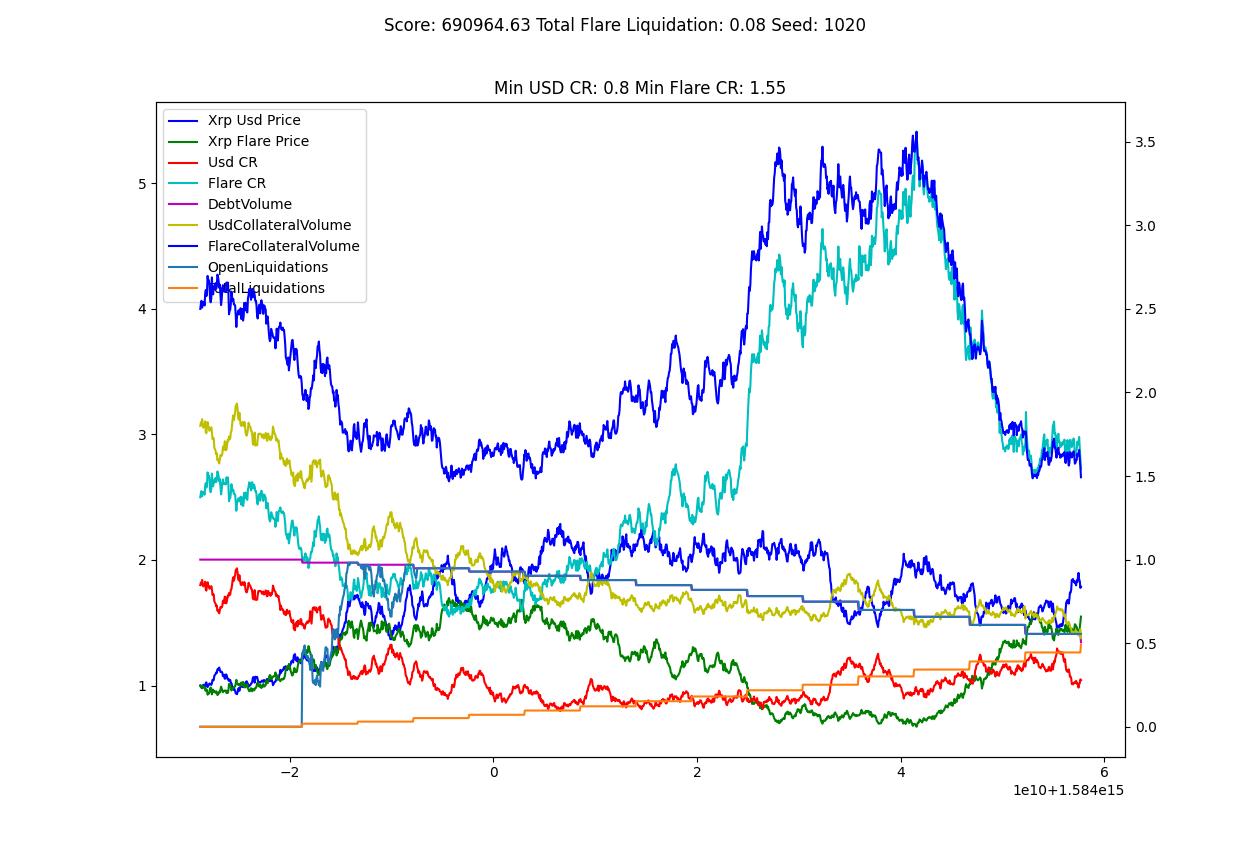 Score: 690964.63 Total Flare Liquidation: 0.08 Seed: 1020
Min USD CR: 0.8 Min Flare CR: 1.55
Xrp Usd Price
Xrp Flare Price
Usd CR
Flare CR
DebtVolume
UsdCollateralVolume
FlareCollateralVolume
OpenLiquidations
TotalLiquidations
5
4
3
2
1
3.5
3.0
2.5
2.0
1.5
1.0
0.5
0.0
−2 0 2 4 6
1e10+1.584e15